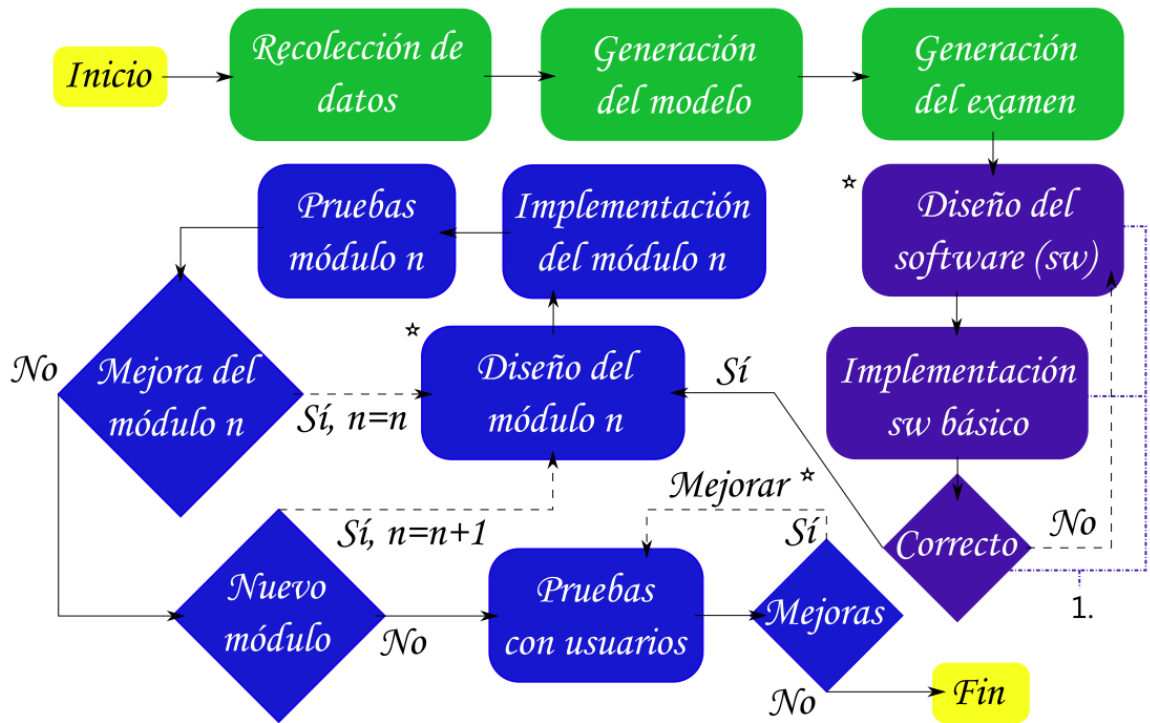 Inicio
Recolección de
datos
Generación
del modelo
Generación
del examen
☆
Diseño del
software (sw)
Implementación
sw básico
Correcto
No
1.
Sí
☆
Diseño del
módulo n
Implementación
del módulo n
Pruebas
módulo n
Mejora del
módulo n
Sí, n=n
No
Nuevo
módulo
Sí, n=n+1
No
Pruebas
con usuarios
Mejoras
Sí
Mejorar ☆
No
Fin